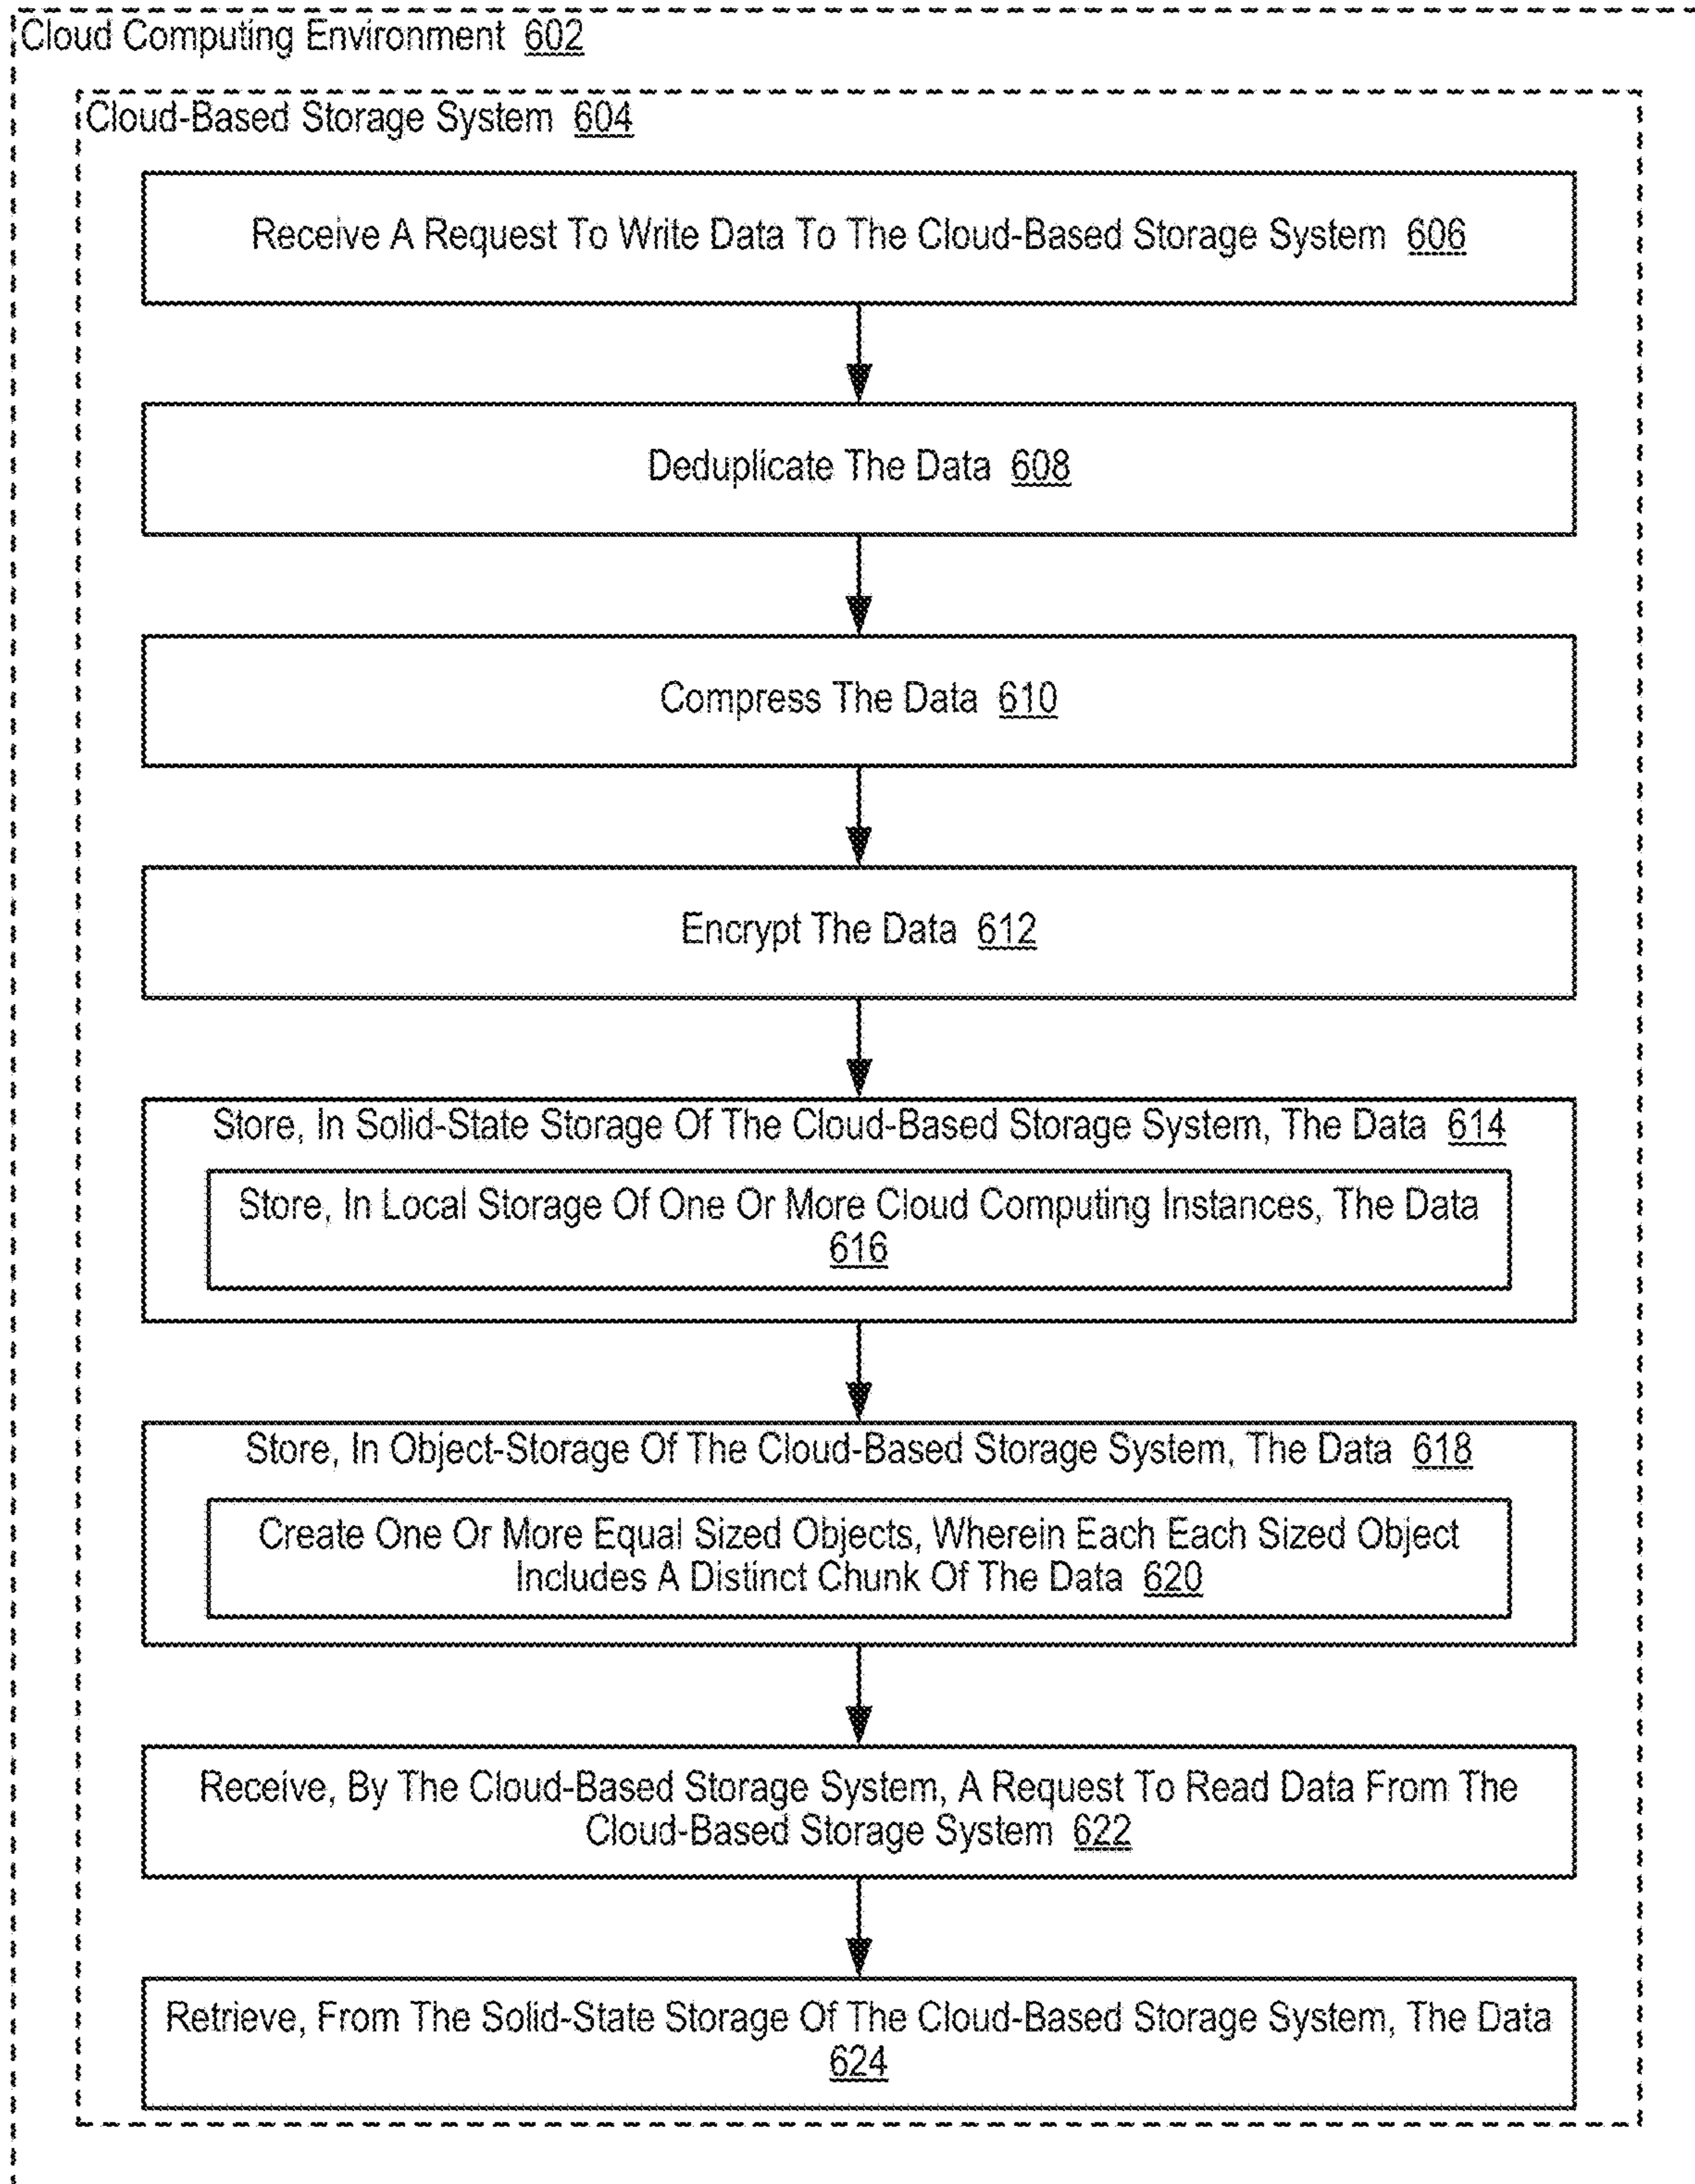 Cloud Computing Environment 602
Cloud-Based Storage System 604
Receive A Request To Write Data To The Cloud-Based Storage System 606
Deduplicate The Data 608
Compress The Data 610
Encrypt The Data 612
Store, In Solid-State Storage Of The Cloud-Based Storage System, The Data 614
Store, In Local Storage Of One Or More Cloud Computing Instances, The Data
616
Store, In Object-Storage Of The Cloud-Based Storage System, The Data 618
Create One Or More Equal Sized Objects, Wherein Each Each Sized Object
Includes A Distinct Chunk Of The Data 620
Receive, By The Cloud-Based Storage System, A Request To Read Data From The
Cloud-Based Storage System 622
Retrieve, From The Solid-State Storage Of The Cloud-Based Storage System, The Data
624